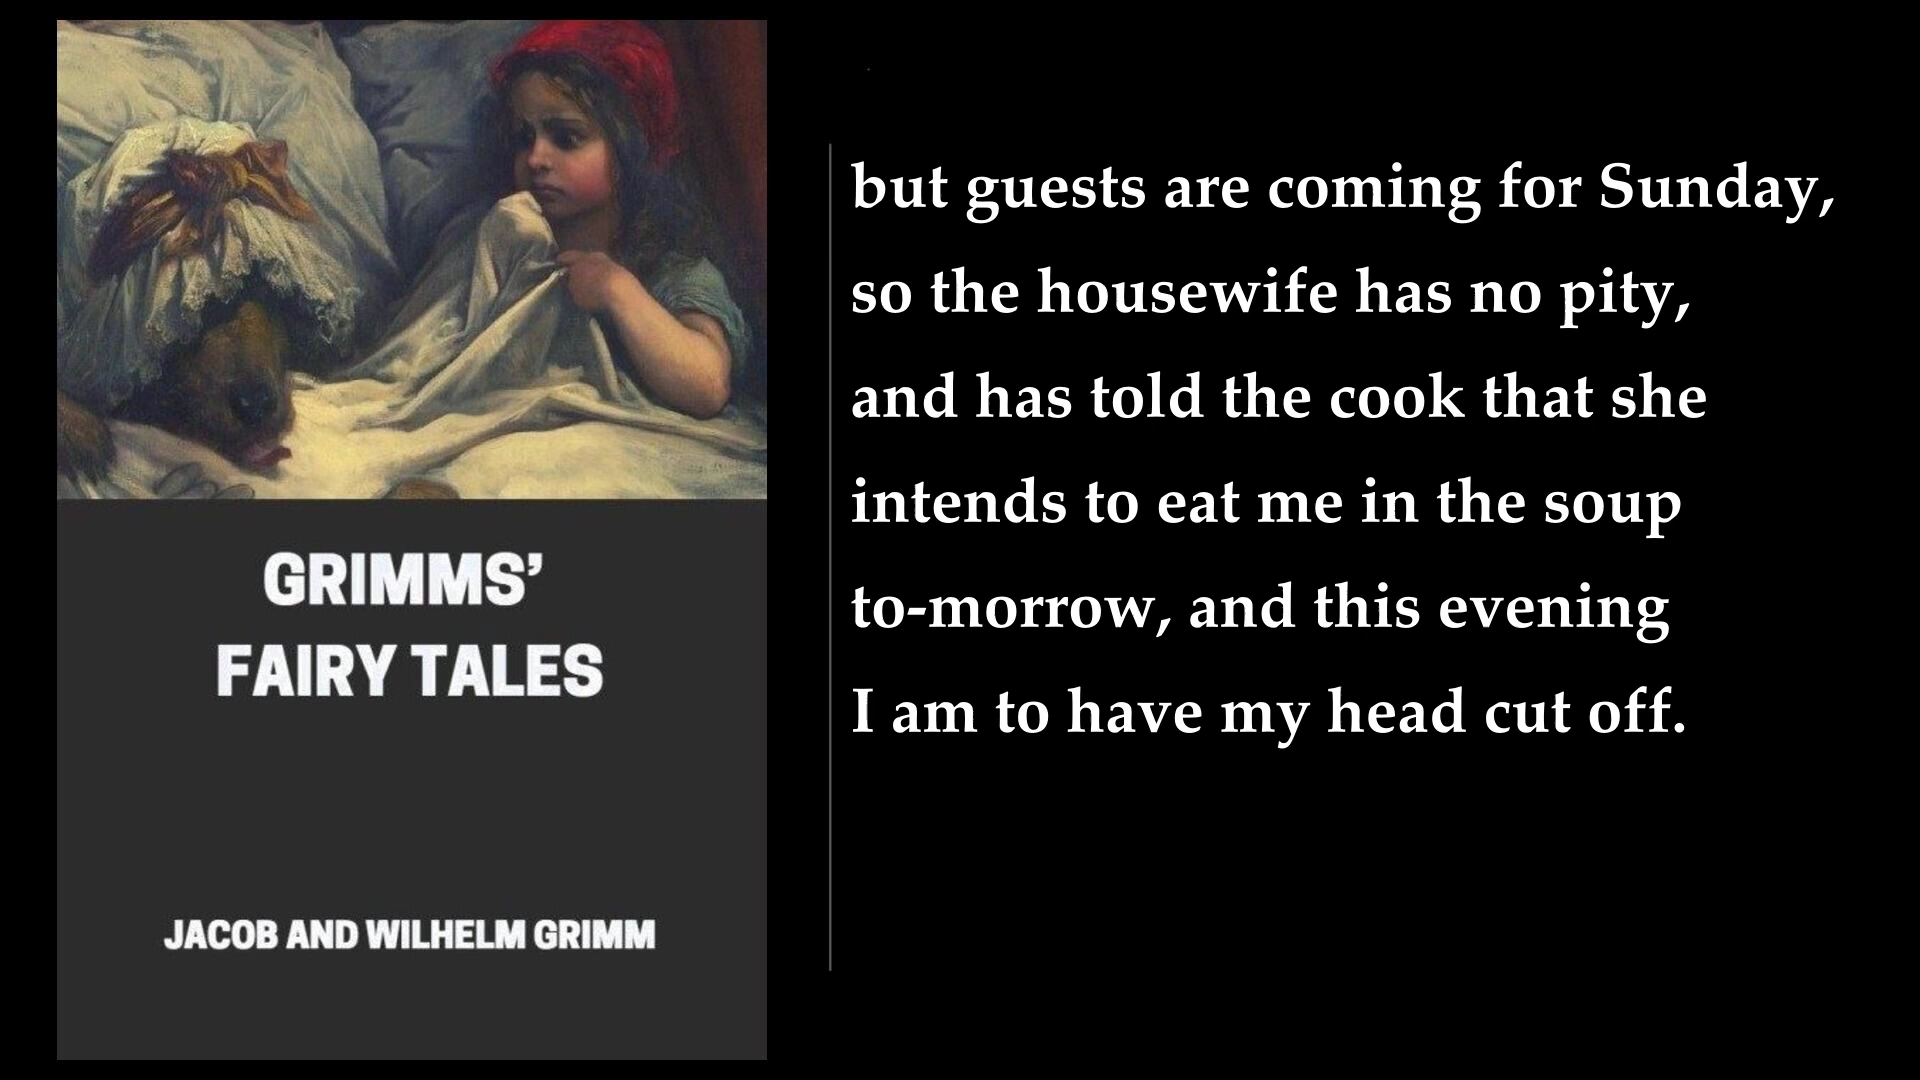 GRIMMS’
FAIRY TALES
JACOB AND WILHELM GRIMM
but guests are coming for Sunday,
so the housewife has no pity,
and has told the cook that she
intends to eat me in the soup
to-morrow, and this evening
I am to have my head cut off.